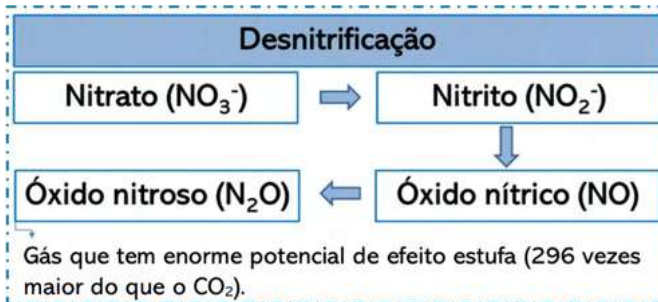 Desnitrificação
Nitrato (NO₃⁻)
Nitrito (NO₂⁻)
Óxido nítrico (NO)
Óxido nitroso (N₂O)
Gás que tem enorme potencial de efeito estufa (296 vezes
maior do que o CO₂).